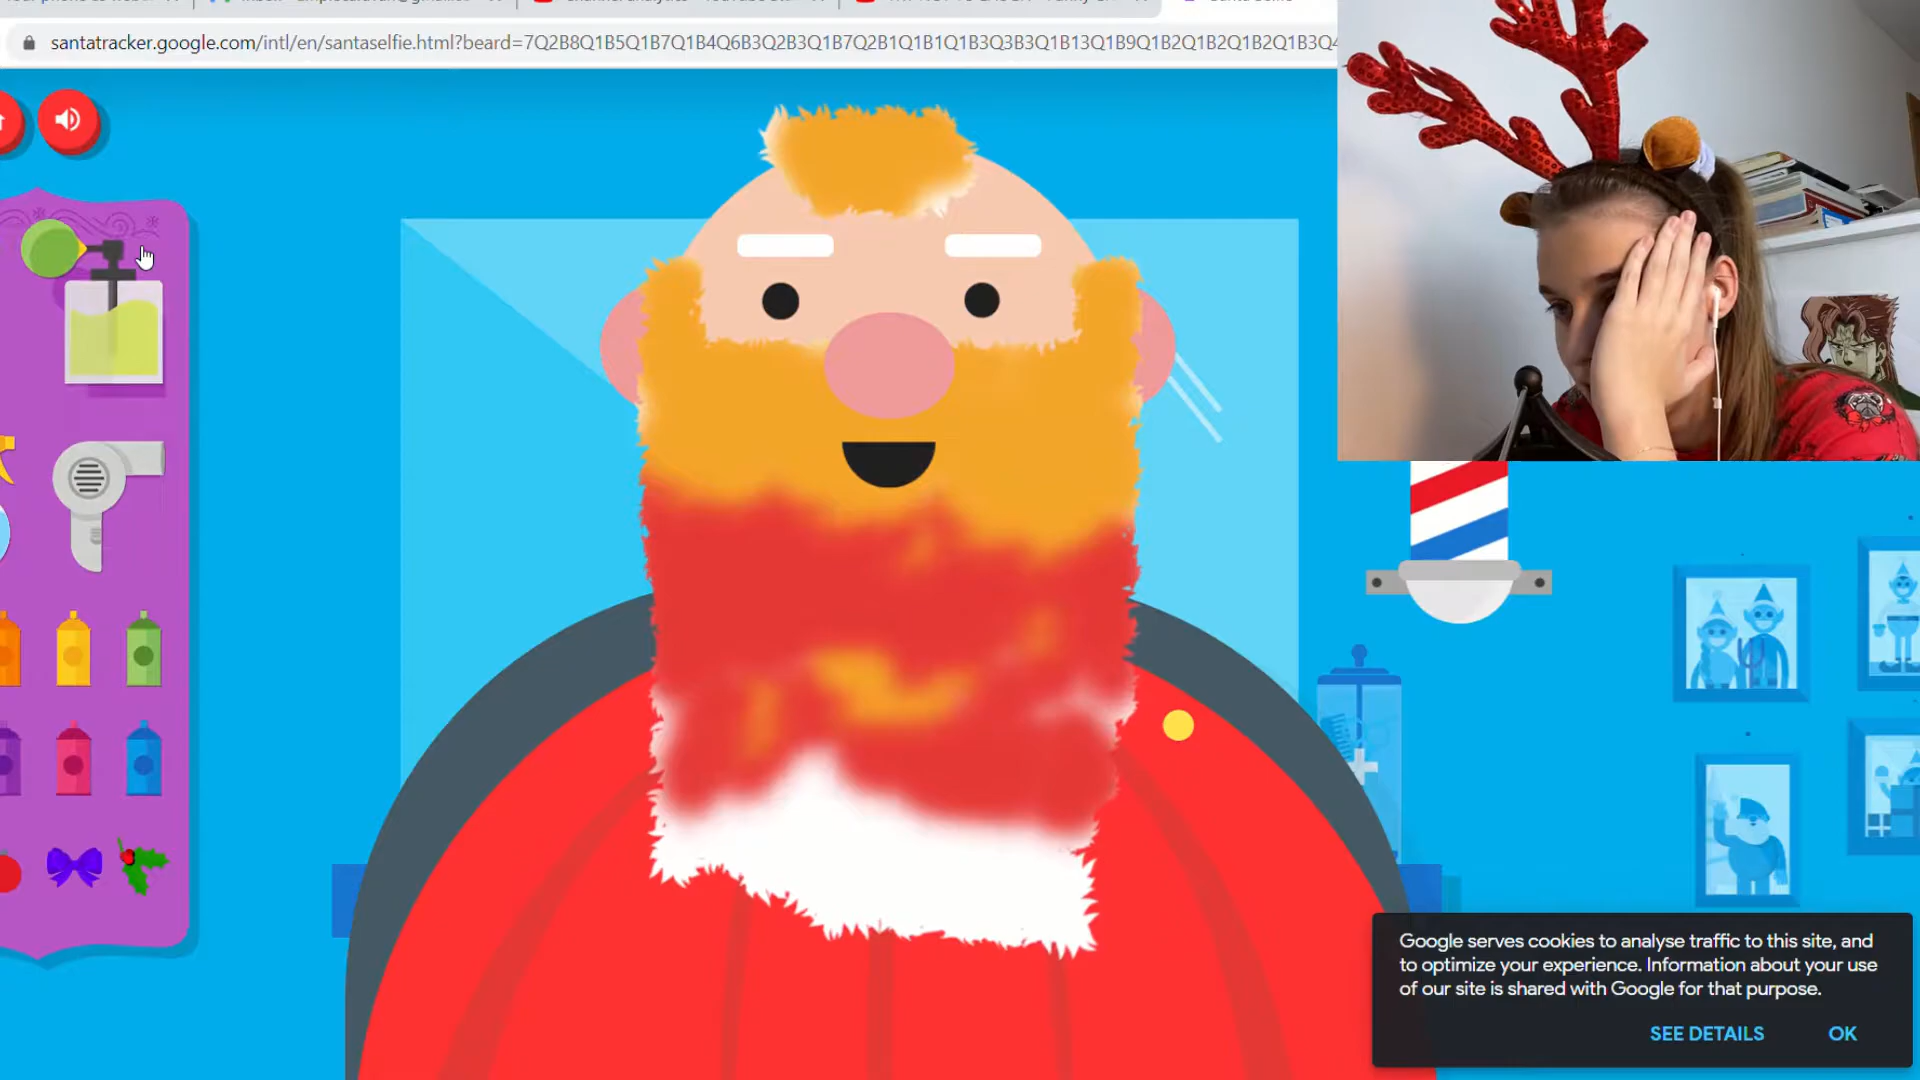 santatracker.google.com/intl/en/santaselfie.html?beard=7Q2B8Q1B5Q1B7Q1B4Q6B3Q2B3Q1B7Q2B1Q1B1Q1B3Q3B3Q1B13Q1B9Q1B2Q1B2Q1B2Q1B3Q4
Google serves cookies to analyse traffic to this site, and
to optimize your experience. Information about your use
of our site is shared with Google for that purpose.
SEE DETAILS OK